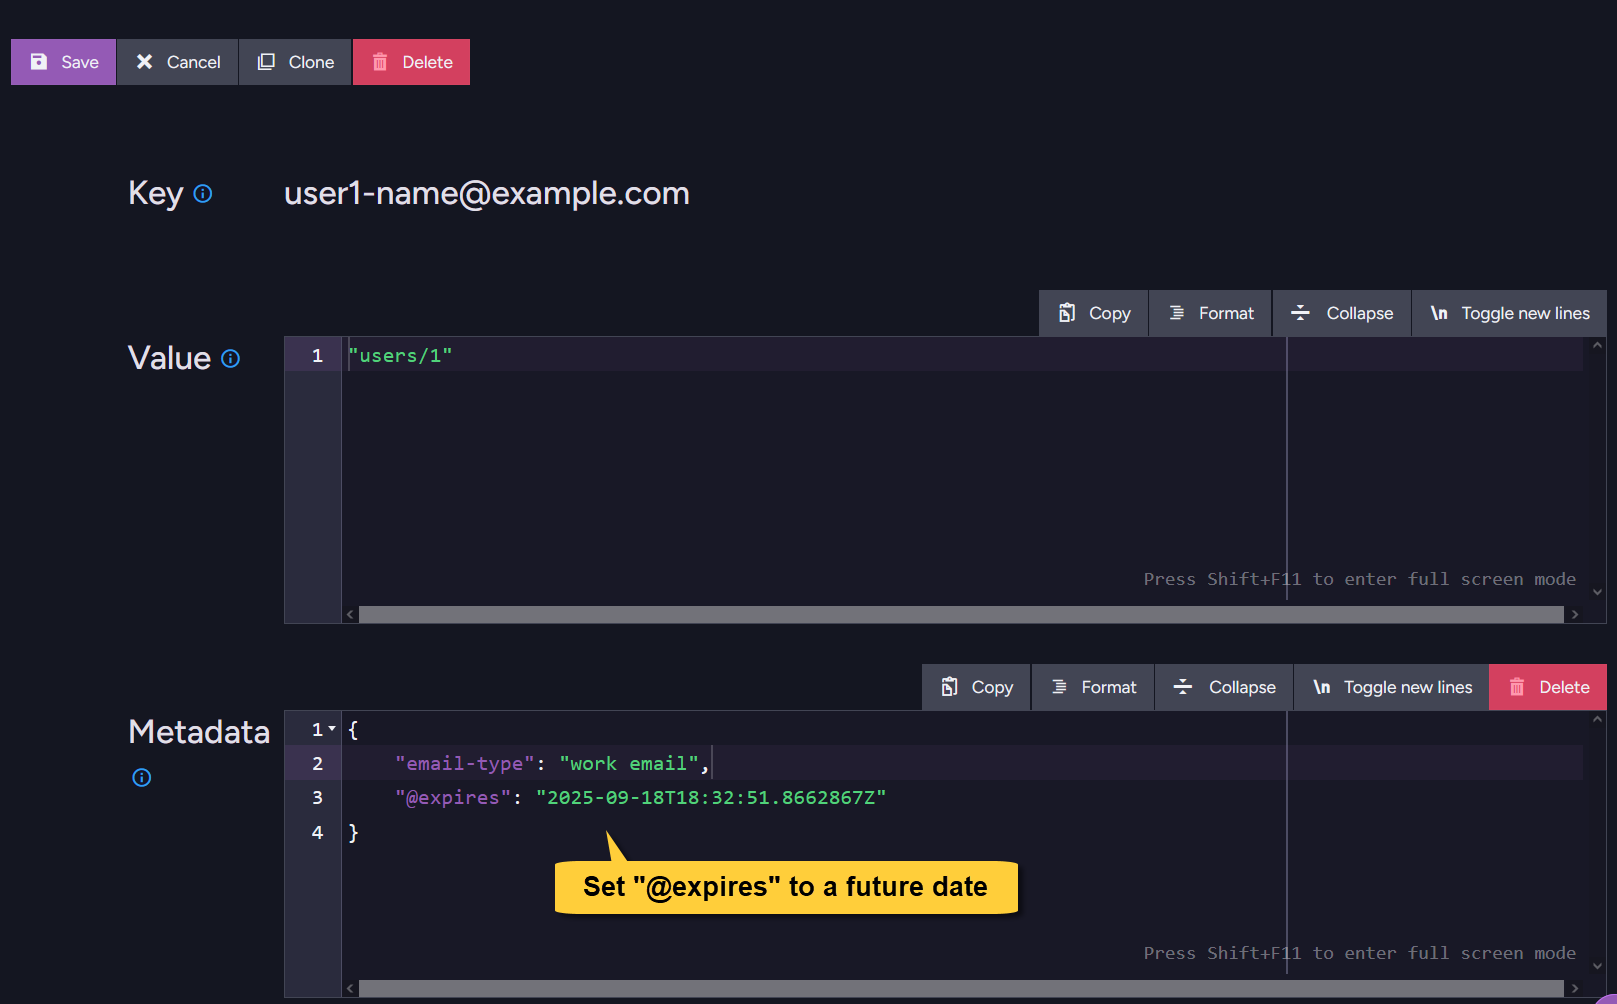 Save Cancel Clone Delete
Key user1-name@example.com
Copy Format Collapse \n Toggle new lines
Value
1 "users/1"
Press Shift+F11 to enter full screen mode
Copy Format Collapse \n Toggle new lines Delete
Metadata
1 {
2 "email-type": "work email",
3 "@expires": "2025-09-18T18:32:51.8662867Z"
4 }
Set "@expires" to a future date
Press Shift+F11 to enter full screen mode